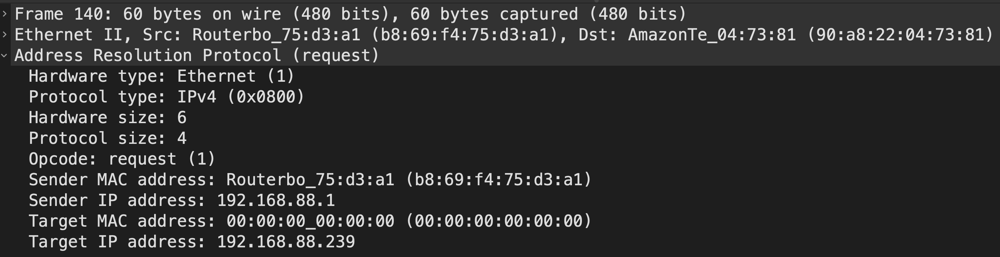 Frame 140: 60 bytes on wire (480 bits), 60 bytes captured (480 bits)
Ethernet II, Src: Routerbo_75:d3:a1 (b8:69:f4:75:d3:a1), Dst: AmazonTe_04:73:81 (90:a8:22:04:73:81)
Address Resolution Protocol (request)
Hardware type: Ethernet (1)
Protocol type: IPv4 (0x0800)
Hardware size: 6
Protocol size: 4
Opcode: request (1)
Sender MAC address: Routerbo_75:d3:a1 (b8:69:f4:75:d3:a1)
Sender IP address: 192.168.88.1
Target MAC address: 00:00:00_00:00:00 (00:00:00:00:00:00)
Target IP address: 192.168.88.239